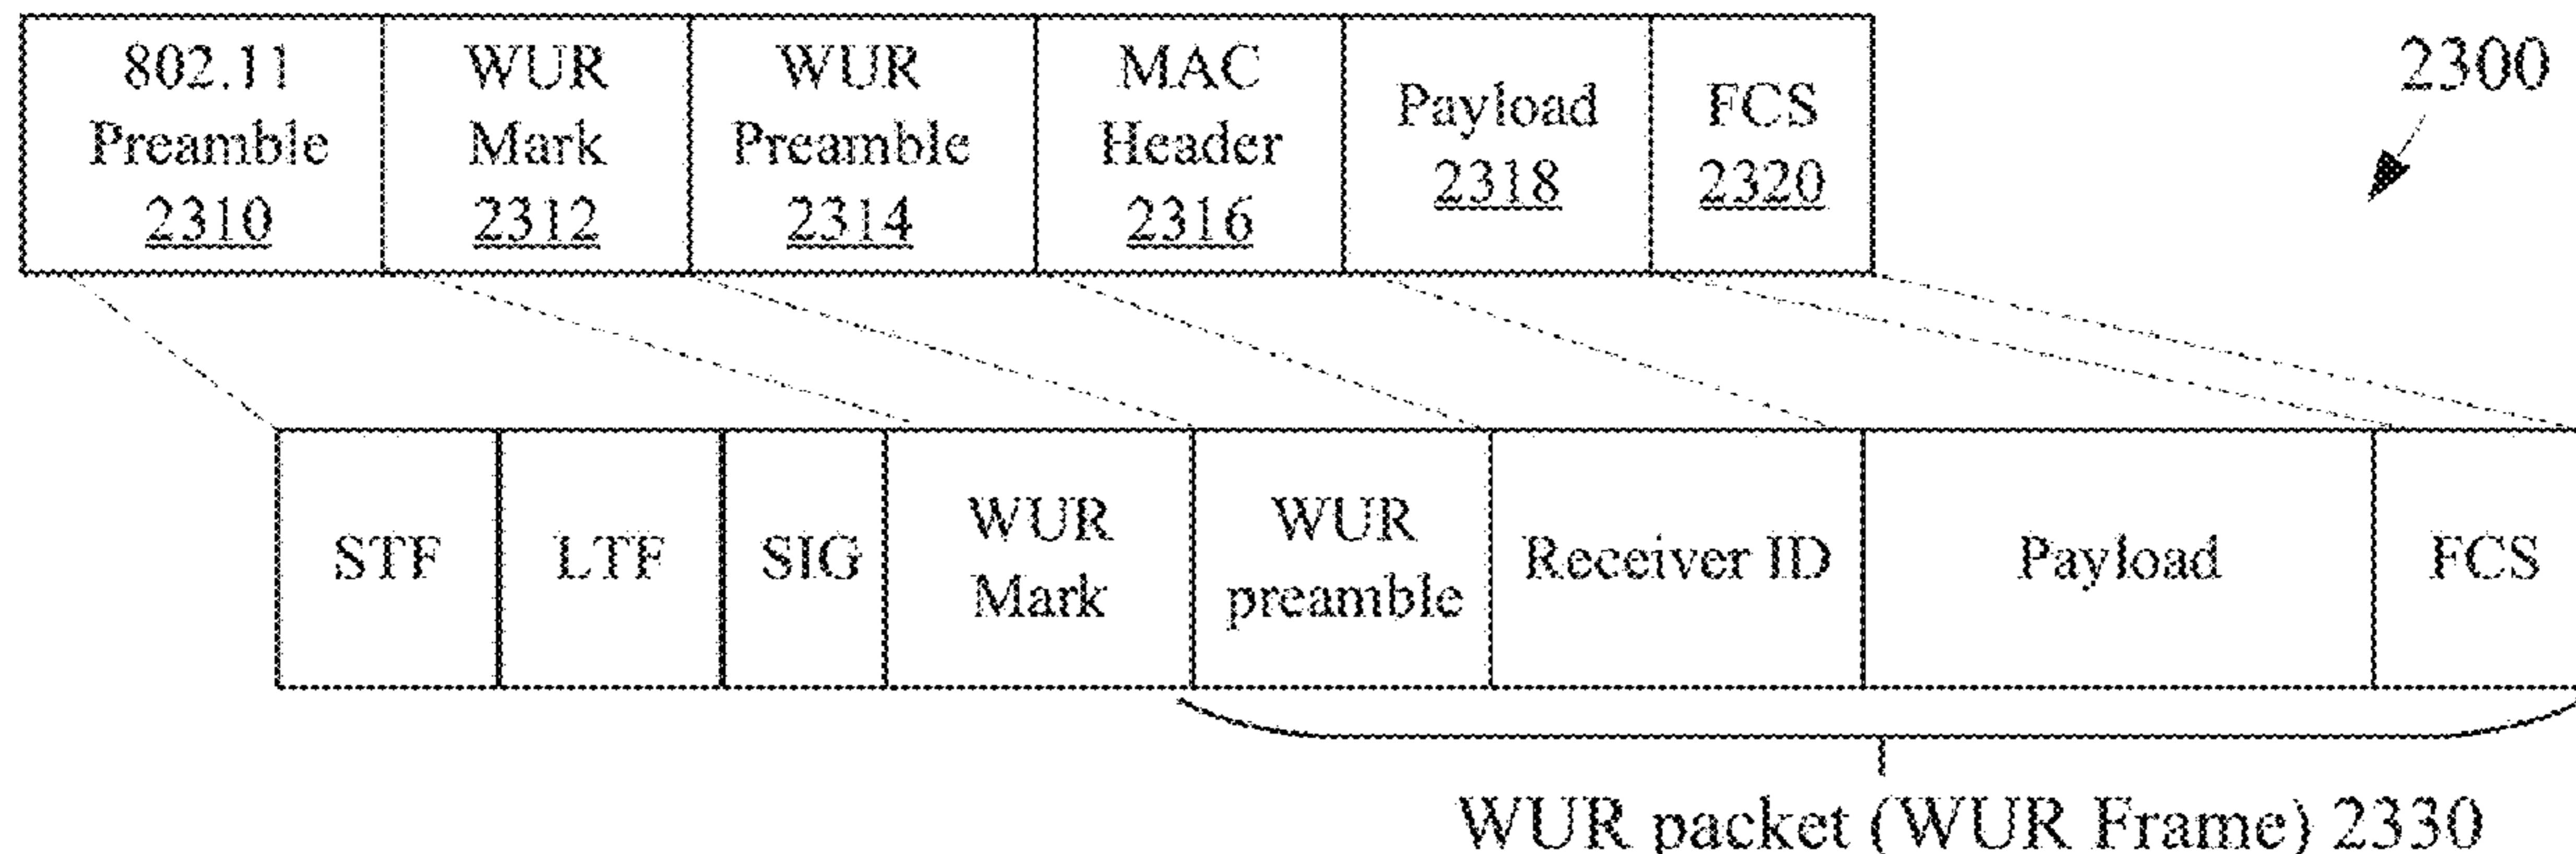 802.11
Preamble
2310
WUR
Mark
2312
WUR
Preamble
2314
MAC
Header
2316
Payload
2318
FCS
2320
2300
STF
LTF
SIG
WUR
Mark
WUR
preamble
Receiver ID
Payload
FCS
WUR packet (WUR Frame) 2330